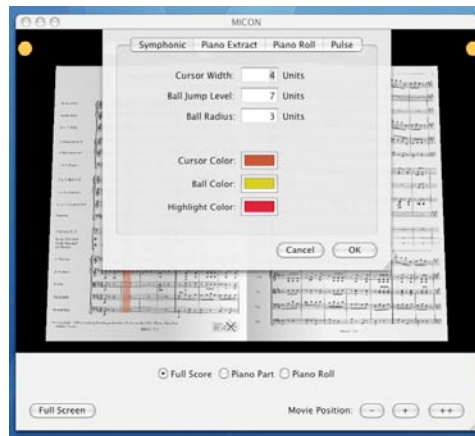 MICON
Symphonic Piano Extract Piano Roll Pulse
Cursor Width: 4 Units
Ball Jump Level: 7 Units
Ball Radius: 3 Units
Cursor Color:
Ball Color:
Highlight Color:
Cancel OK
Full Score Piano Part Piano Roll
Full Screen Movie Position: - + ++